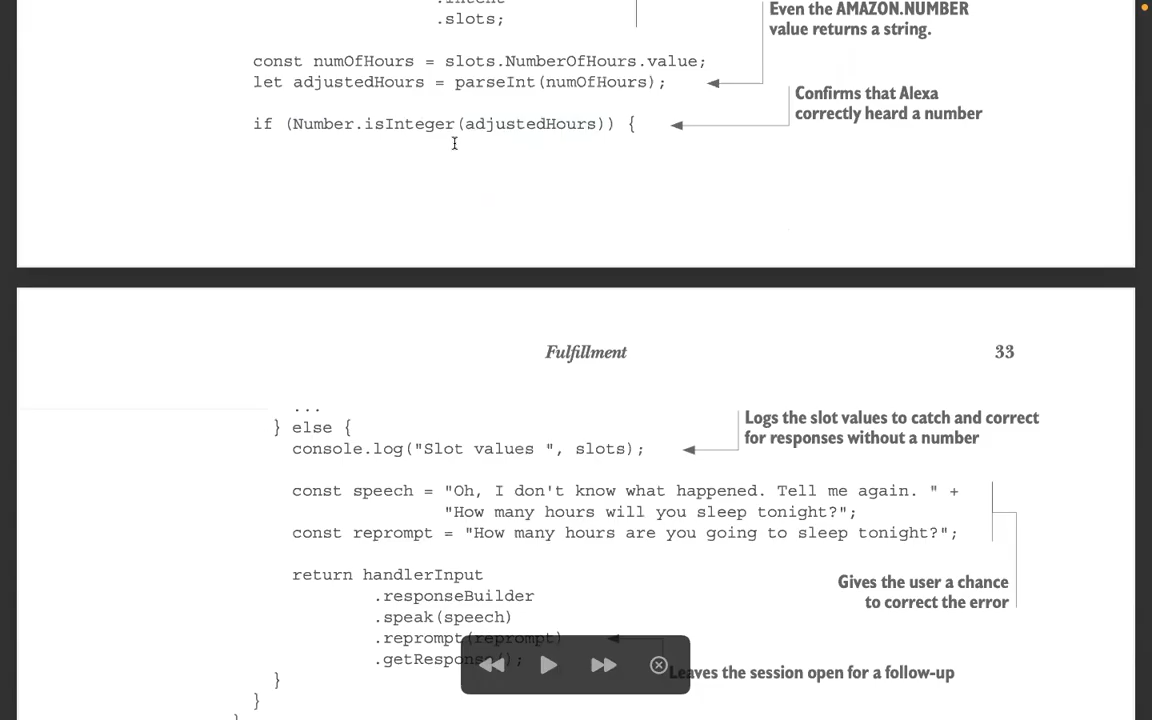 .slots;
Even the AMAZON.NUMBER
value returns a string.
const numOfHours = slots.NumberOfHours.value;
let adjustedHours = parseInt(numOfHours);
Confirms that Alexa
correctly heard a number
if (Number.isInteger(adjustedHours)) {
Fulfillment 33
...
} else {
console.log("Slot values ", slots);
Logs the slot values to catch and correct
for responses without a number
const speech = "Oh, I don't know what happened. Tell me again. " +
"How many hours will you sleep tonight?";
const reprompt = "How many hours are you going to sleep tonight?";
Gives the user a chance
to correct the error
return handlerInput
.responseBuilder
.speak(speech)
.reprompt(reprompt)
.getResponse();
Leaves the session open for a follow-up
}
}